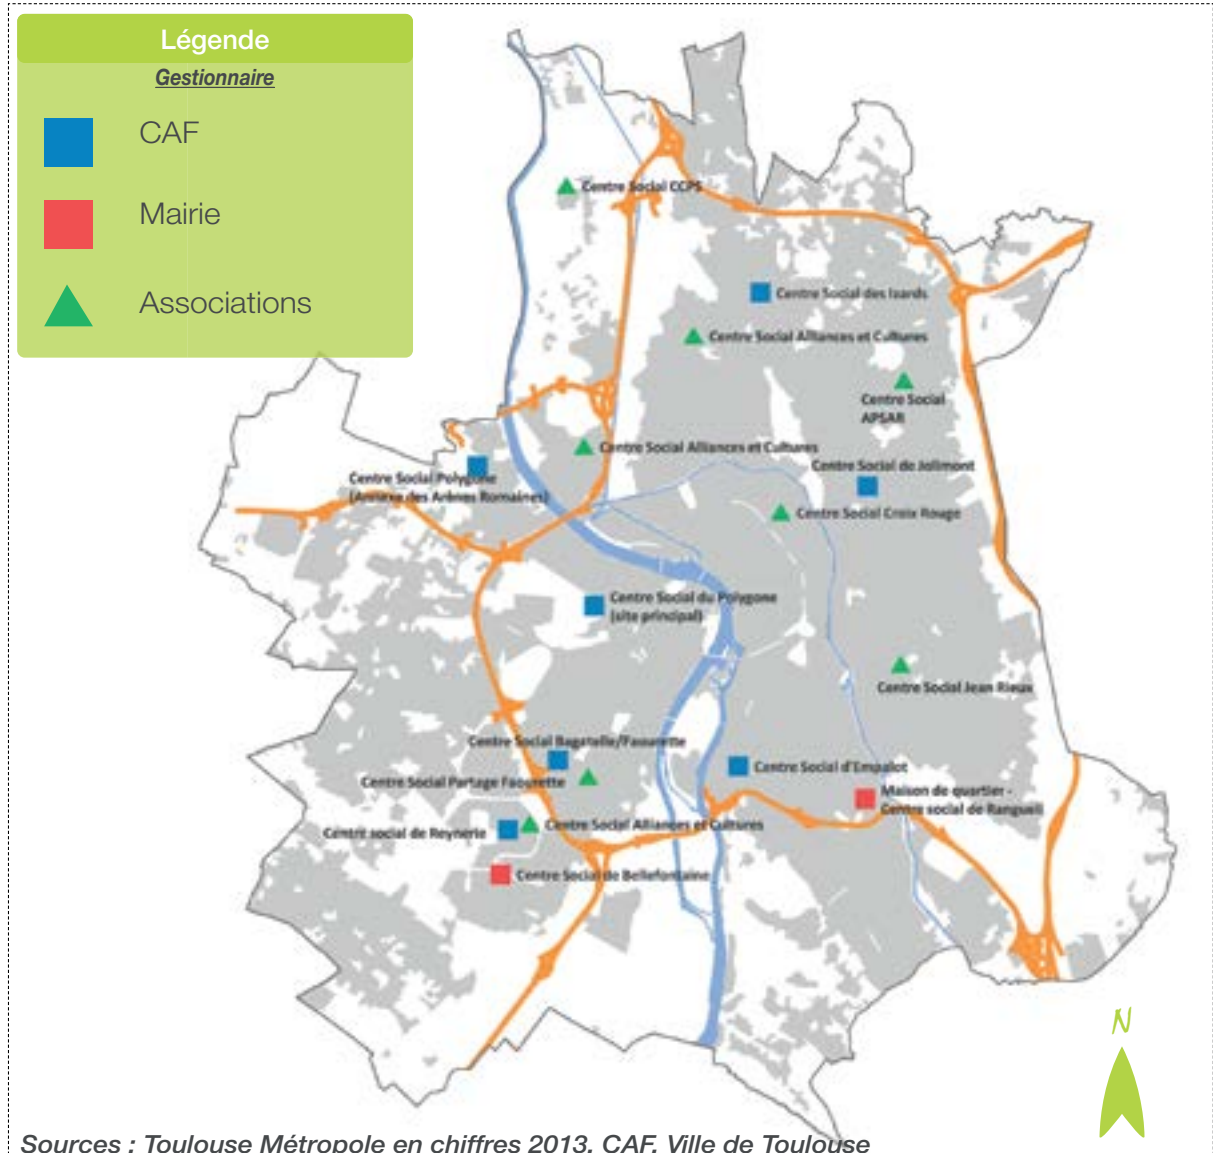 Légende
Gestionnaire
CAF
Mairie
Associations
Centre Social CCPS
Centre Social des Izards
Centre Social Alliances et Cultures
Centre Social
APSAR
Centre Social Alliances et Cultures
Centre Social de Jolimont
Centre Social Polygone
(Annexe des Arènes Romaines)
Centre Social Croix Rouge
Centre Social du Polygone
(site principal)
Centre Social Jean Rieux
Centre Social Bagatelle/Faourette
Centre Social d'Empalot
Centre Social Partage Faourette
Maison de quartier -
Centre social de Rangueil
Centre social de Reynerie
Centre Social Alliances et Cultures
Centre Social de Bellefontaine
N
Sources : Toulouse Métropole en chiffres 2013, CAF, Ville de Toulouse